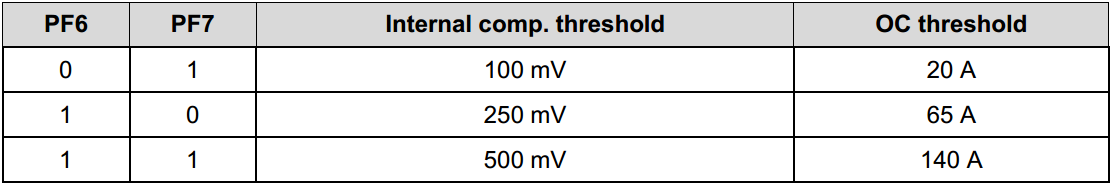 PF6 PF7 Internal comp. threshold OC threshold
0 1 100 mV 20 A
1 0 250 mV 65 A
1 1 500 mV 140 A